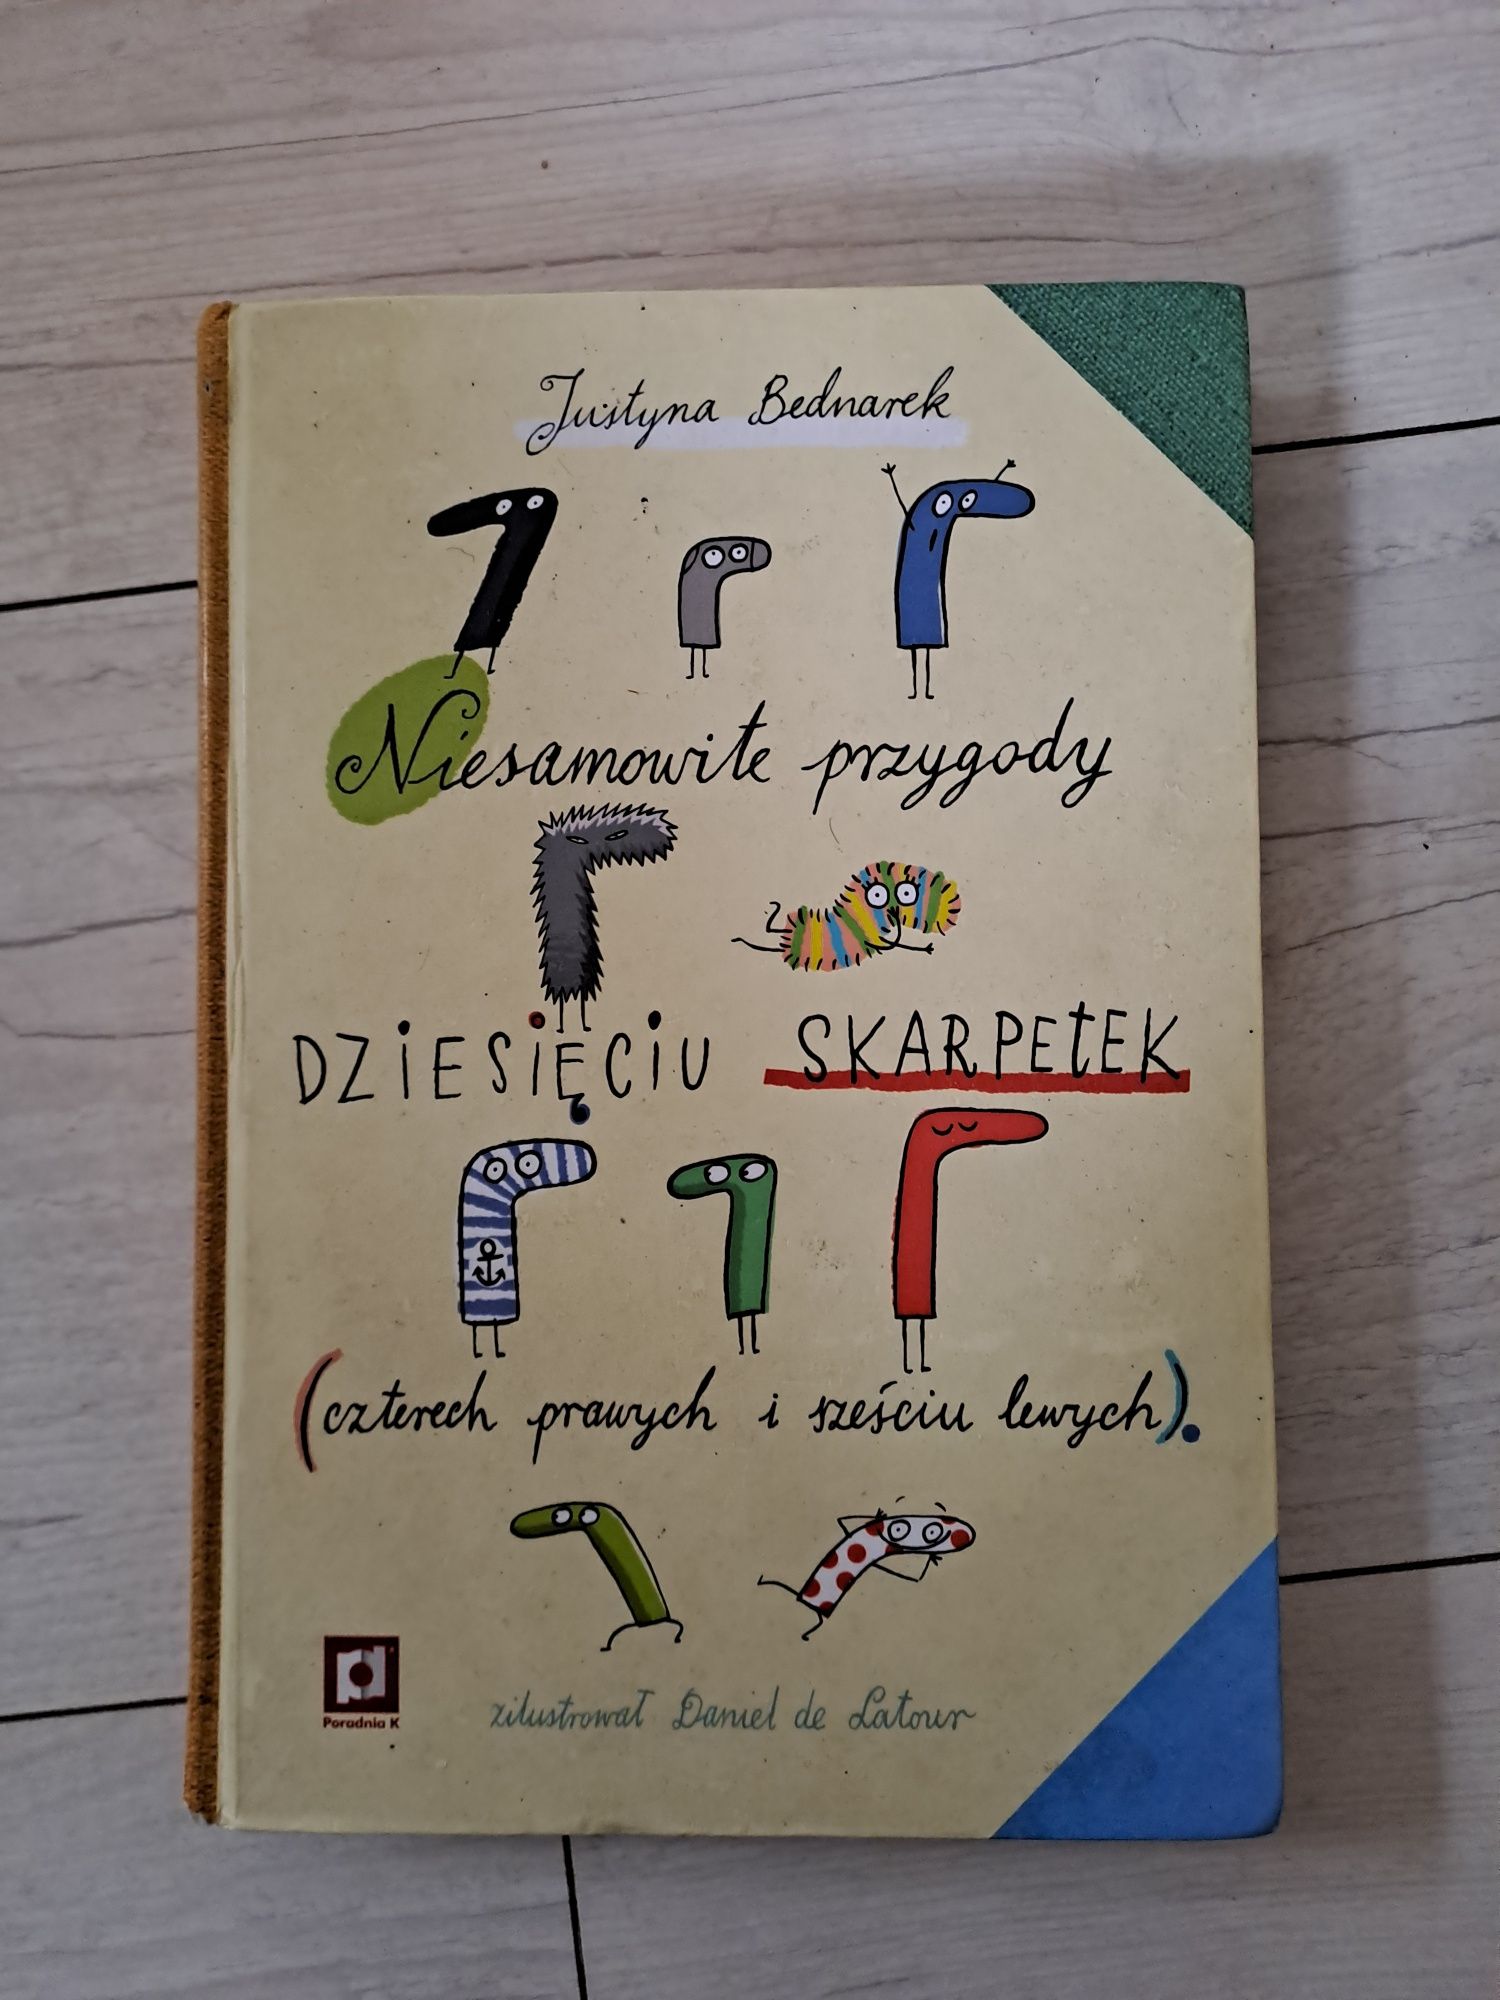 Justyna Bednarek
Niesamowite przygody
DZiESiĘCiU SKARPEtEK
(czterech prawych i sześciu lewych).
Poradnia K
zilustrował Daniel de Latour